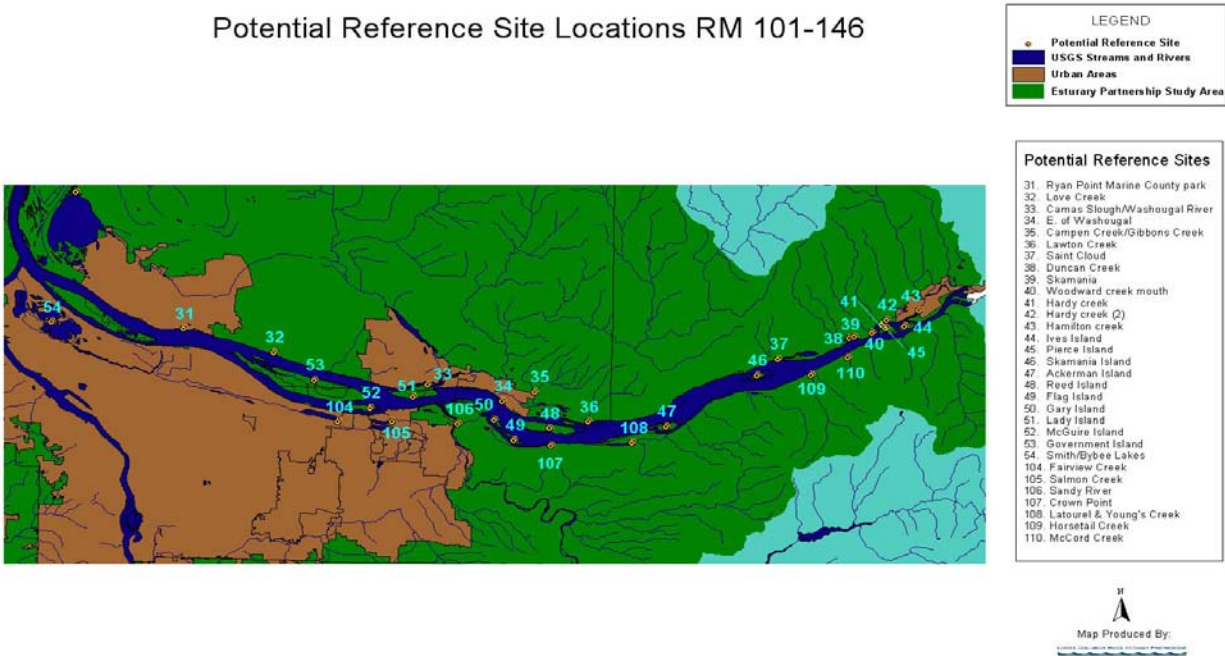 Potential Reference Site Locations RM 101-146
LEGEND
Potential Reference Site
USGS Streams and Rivers
Urban Areas
Esturary Partnership Study Area
Potential Reference Sites
31. Ryan Point Marine County park
32. Love Creek
33. Camas Slough/Washougal River
34. E. of Washougal
35. Campen Creek/Gibbons Creek
36. Lawton Creek
37. Saint Cloud
38. Duncan Creek
39. Skamania
40. Woodward creek mouth
41. Hardy creek
42. Hardy creek (2)
43. Hamilton creek
44. Ives Island
45. Pierce Island
46. Skamania Island
47. Ackerman Island
48. Reed Island
49. Flag Island
50. Gary Island
51. Lady Island
52. McGuire Island
53. Government Island
54. Smith/Bybee Lakes
104. Fairview Creek
105. Salmon Creek
106. Sandy River
107. Crown Point
108. Latourel & Young's Creek
109. Horsetail Creek
110. McCord Creek
54
31
32
53
104
52
105
51
33
106
50
34
49
35
48
107
36
108
47
46
37
109
38
39
110
41
40
42
45
43
44
N
Map Produced By: